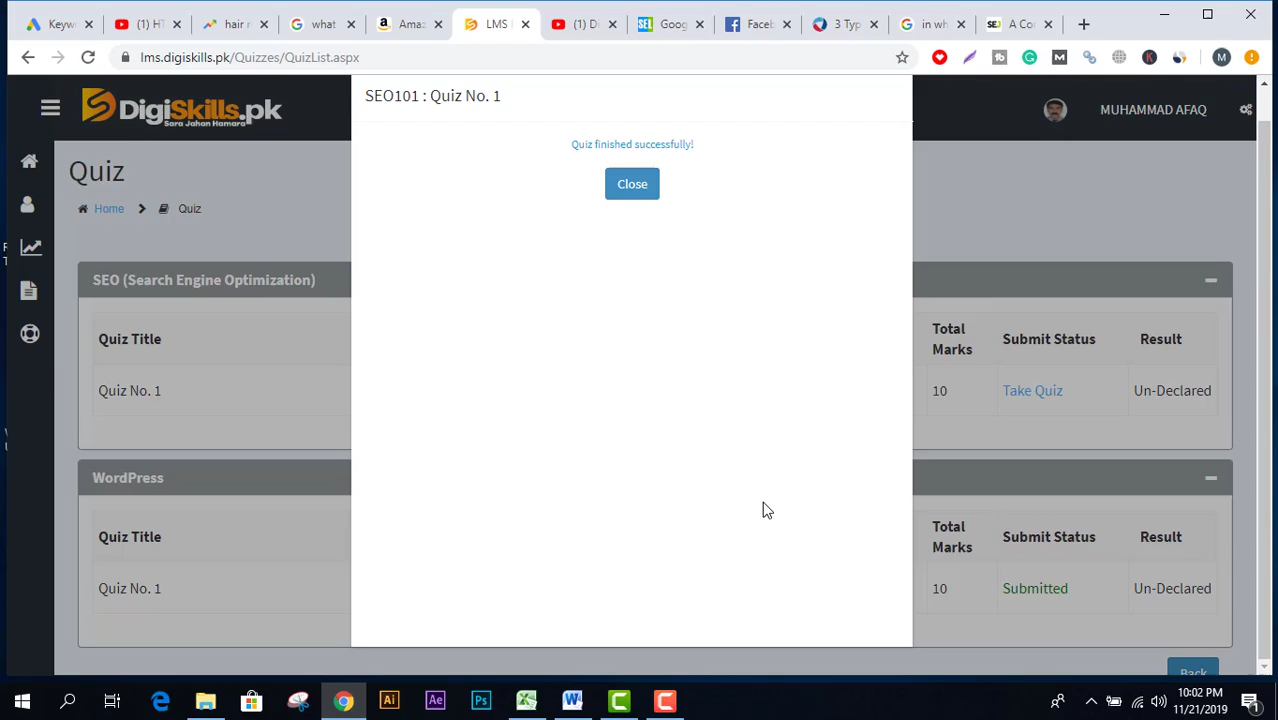 Keyw
(1) HT
hair r
what
Amaz
LMS
(1) D
Goog
Faceb
3 Typ
in wh
A Co
lms.digiskills.pk/Quizzes/QuizList.aspx
DigiSkills.pk
Sara Jahan Hamara
SEO101 : Quiz No. 1
MUHAMMAD AFAQ
Quiz finished successfully!
Close
Quiz
Home > Quiz
SEO (Search Engine Optimization)
Quiz Title Total Marks Submit Status Result
Quiz No. 1 10 Take Quiz Un-Declared
WordPress
Quiz Title Total Marks Submit Status Result
Quiz No. 1 10 Submitted Un-Declared
Back
10:02 PM
11/21/2019